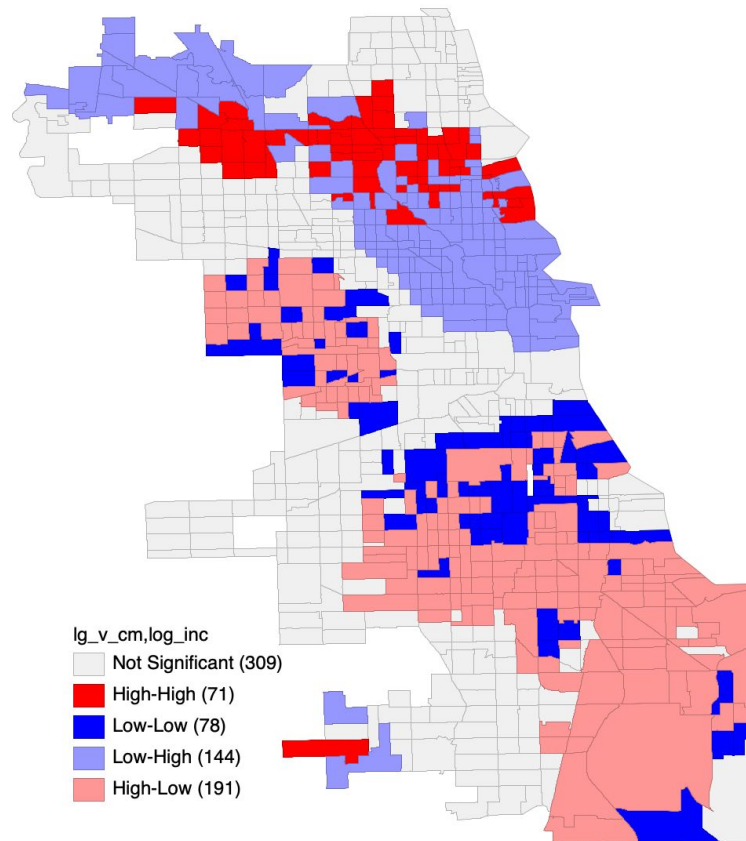 lg_v_cm,log_inc
Not Significant (309)
High-High (71)
Low-Low (78)
Low-High (144)
High-Low (191)